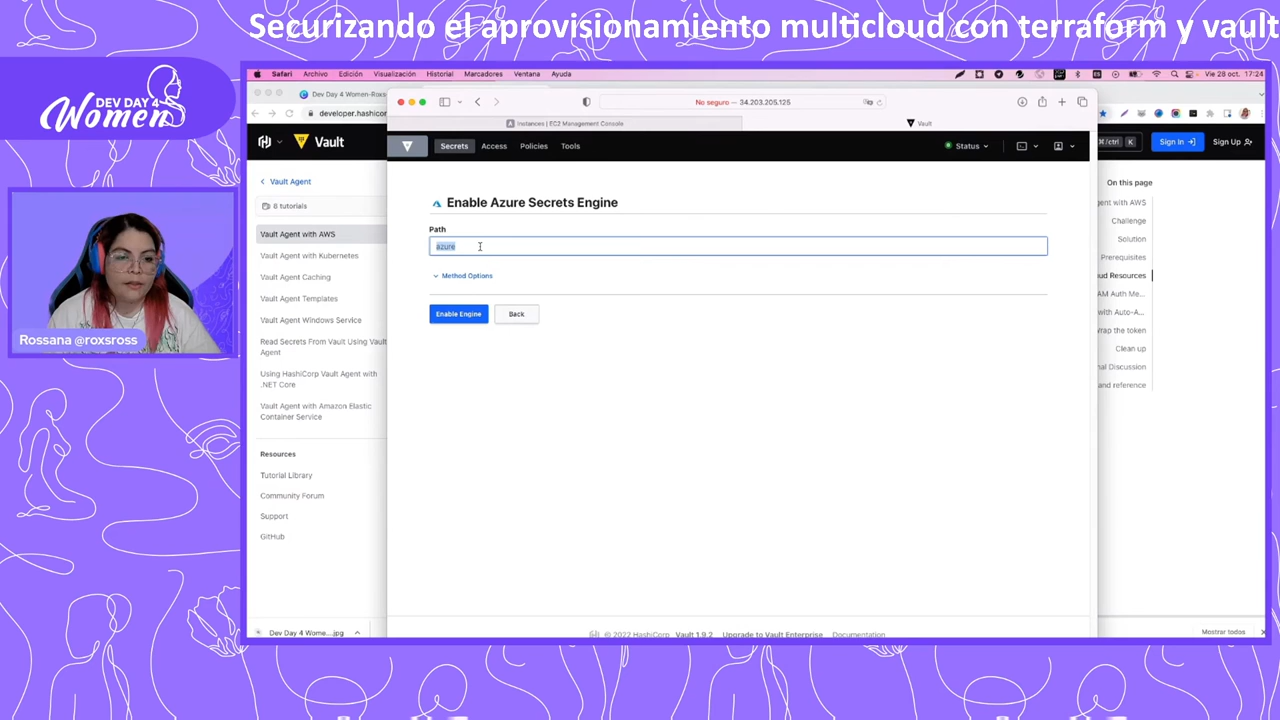 Securizando el aprovisionamiento multicloud con terraform y vault
DEV DAY 4
Women
Rossana @roxsross
Safari Archivo Edición Visualización Historial Marcadores Ventana Ayuda
Vie 28 oct. 17:24
Dev Day 4 Women-Roxs
developer.hashicor
No seguro — 34.203.205.125
Instances | EC2 Management Console
Vault
Vault
Secrets Access Policies Tools
Status
⌘/ctrl K
Sign In
Sign Up
Vault Agent
8 tutorials
Vault Agent with AWS
Vault Agent with Kubernetes
Vault Agent Caching
Vault Agent Templates
Vault Agent Windows Service
Read Secrets From Vault Using Vault
Agent
Using HashiCorp Vault Agent with
.NET Core
Vault Agent with Amazon Elastic
Container Service
Resources
Tutorial Library
Community Forum
Support
GitHub
Enable Azure Secrets Engine
Path
azure
Method Options
Enable Engine Back
On this page
gent with AWS
Challenge
Solution
Prerequisites
ud Resources
AM Auth Me...
with Auto-A...
Wrap the token
Clean up
nal Discussion
and reference
© 2022 HashiCorp Vault 1.9.2 Upgrade to Vault Enterprise Documentation
Dev Day 4 Wome....jpg
Mostrar todos